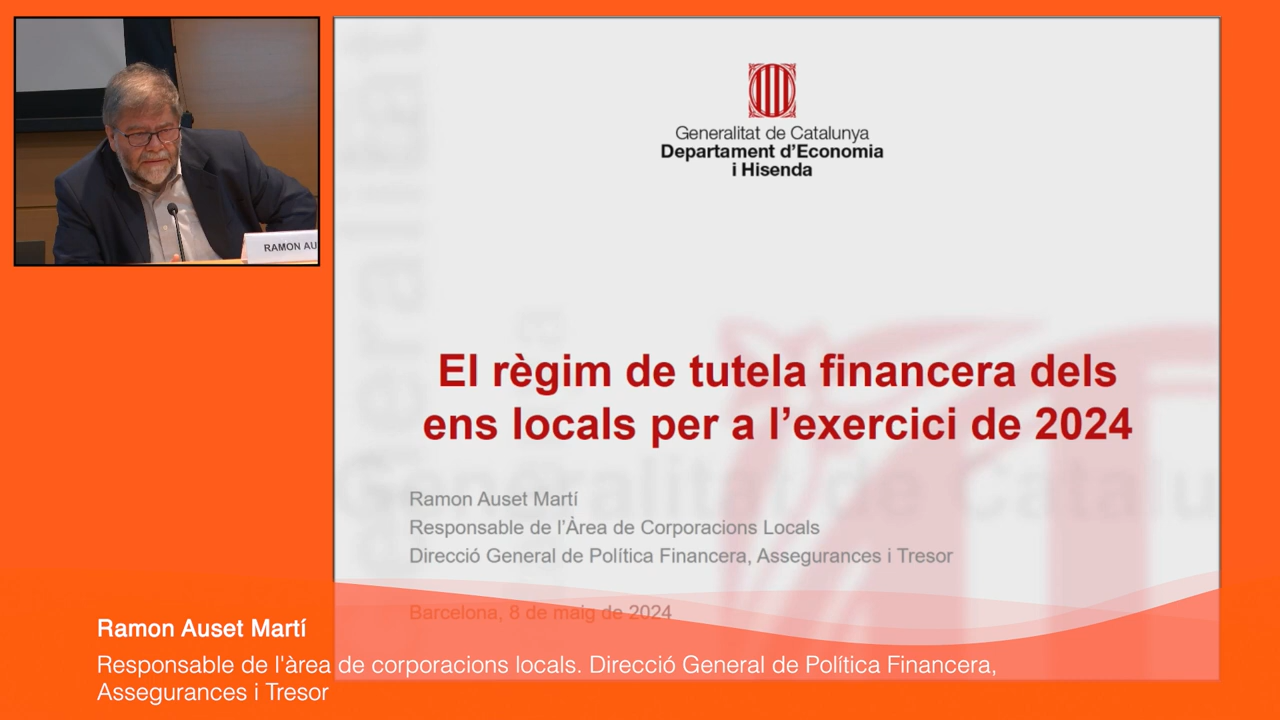 RAMON AU
Generalitat de Catalunya
Departament d'Economia
i Hisenda
El règim de tutela financera dels
ens locals per a l'exercici de 2024
Ramon Auset Martí
Responsable de l'Àrea de Corporacions Locals
Direcció General de Política Financera, Assegurances i Tresor
Barcelona, 8 de maig de 2024
Ramon Auset Martí
Responsable de l'àrea de corporacions locals. Direcció General de Política Financera,
Assegurances i Tresor